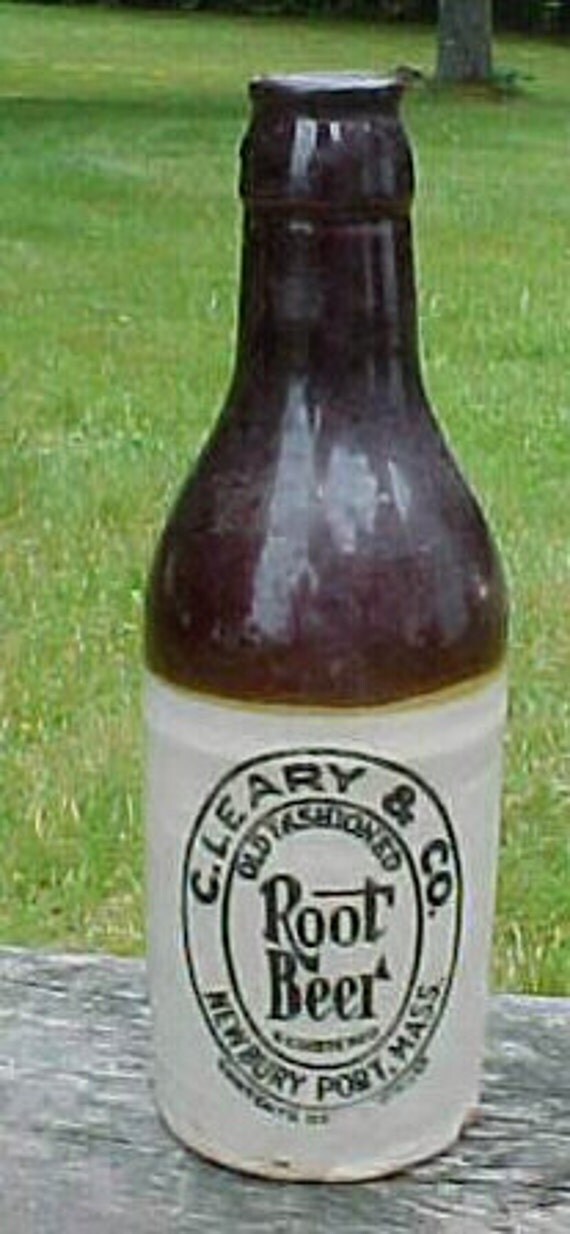 C. LEARY & CO.
OLD FASHIONED
Root
Beer
NEWBURY PORT, MASS.